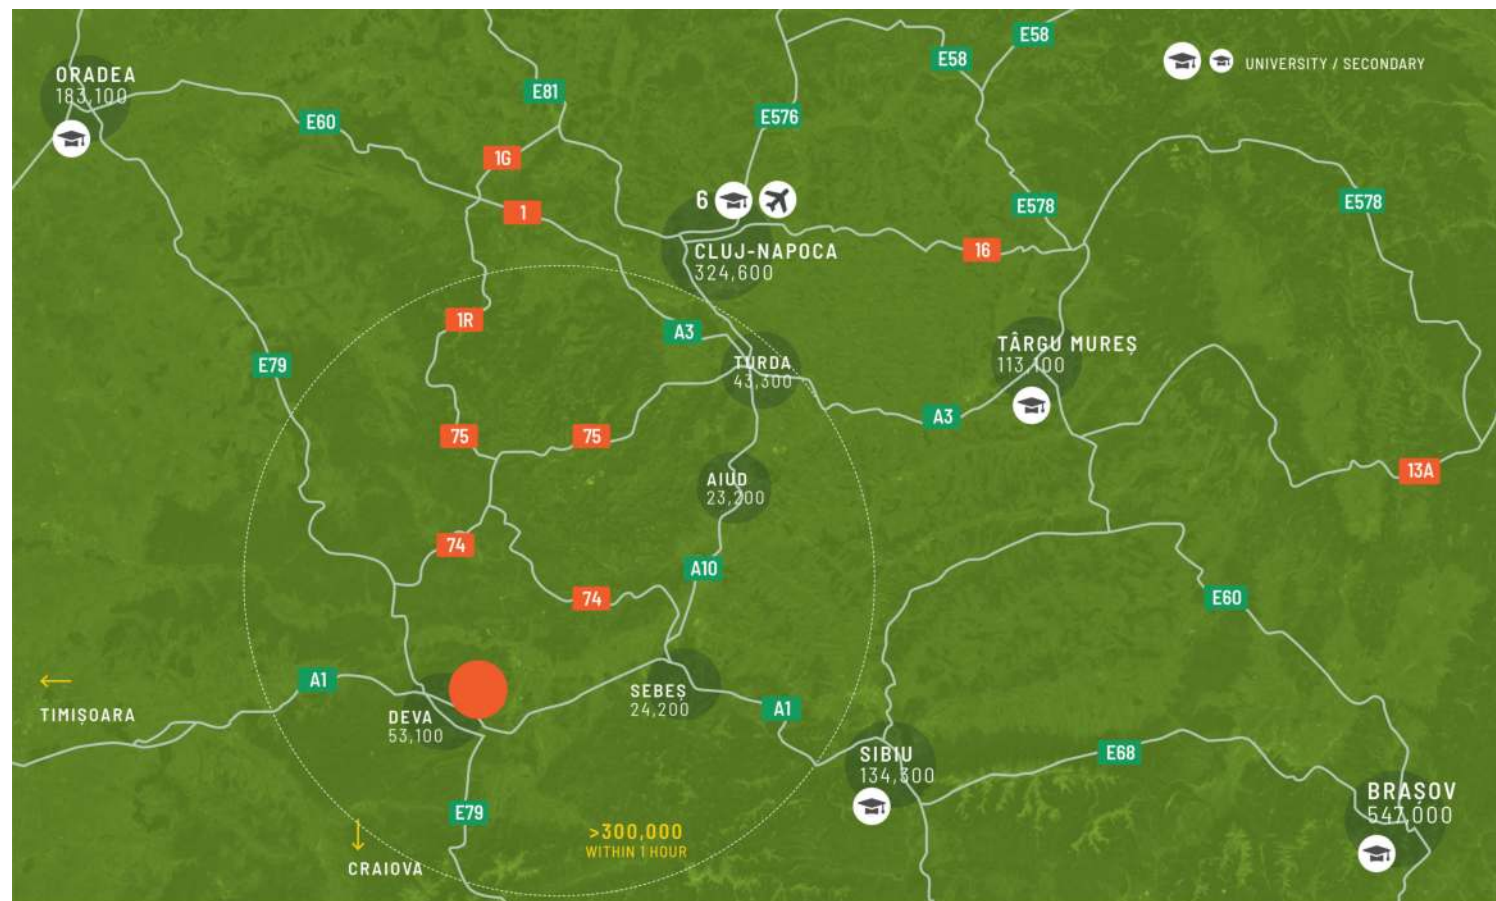 ORADEA
183,100
E60
E81
1G
1
E576
E58
E58
UNIVERSITY / SECONDARY
6
CLUJ-NAPOCA
324,600
E578
16
E578
E79
1R
A3
TURDA
43,300
TÂRGU MUREȘ
113,100
A3
75
75
AIUD
23,200
13A
74
A10
74
E60
A1
TIMIȘOARA
DEVA
53,100
SEBEȘ
24,200
A1
SIBIU
134,300
E68
BRAȘOV
547,000
E79
>300,000
WITHIN 1 HOUR
CRAIOVA